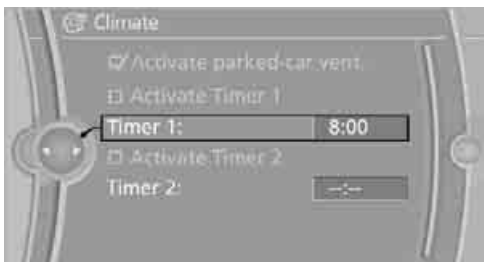 Climate
Activate parked-car vent.
Activate Timer 1
Timer 1: 8:00
Activate Timer 2
Timer 2: --:--